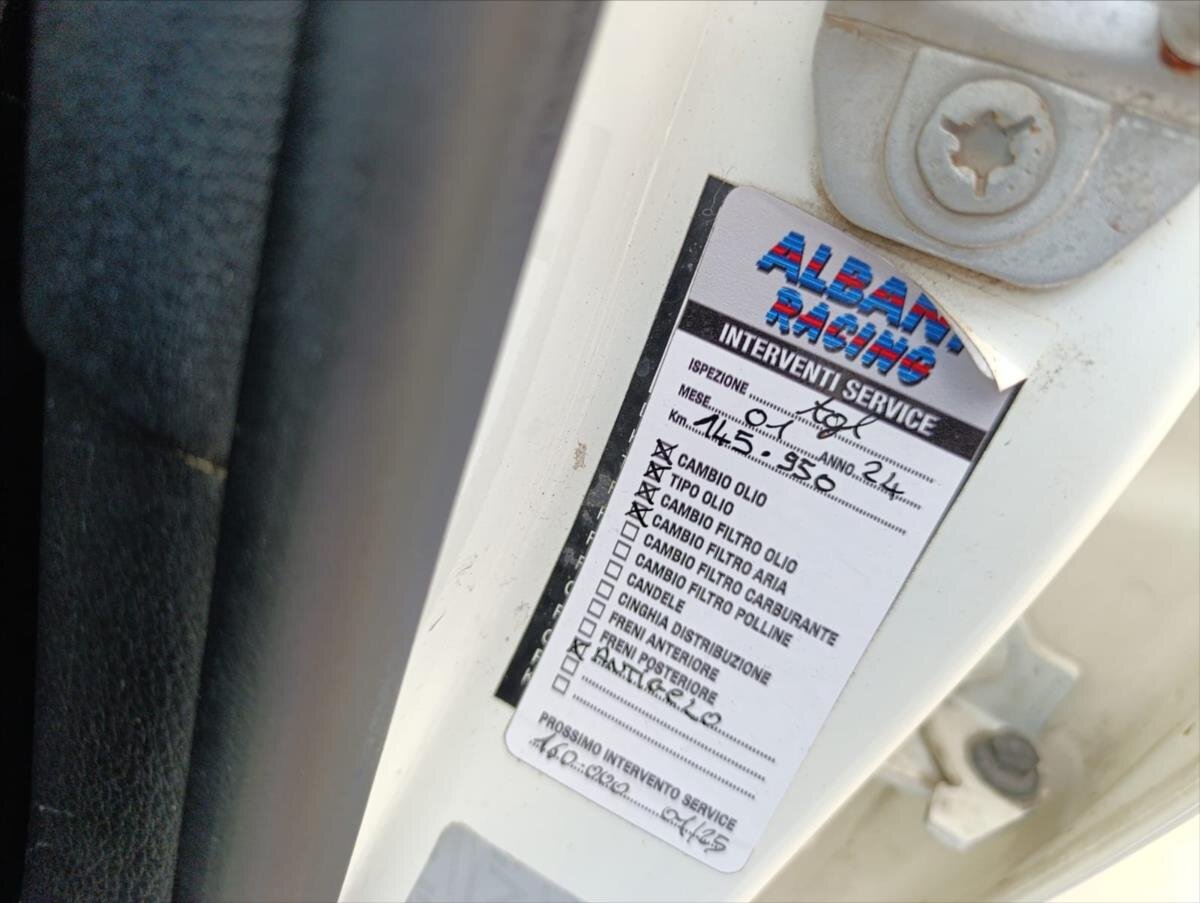 ALBANI
RACING
INTERVENTI SERVICE
ISPEZIONE tgl
MESE 01 ANNO 24
Km 145.950
CAMBIO OLIO
TIPO OLIO
CAMBIO FILTRO OLIO
CAMBIO FILTRO ARIA
CAMBIO FILTRO CARBURANTE
CAMBIO FILTRO POLLINE
CANDELE
CINGHIA DISTRIBUZIONE
FRENI ANTERIORE
FRENI POSTERIORE
ANTIGELO
PROSSIMO INTERVENTO SERVICE
160.000 01/25